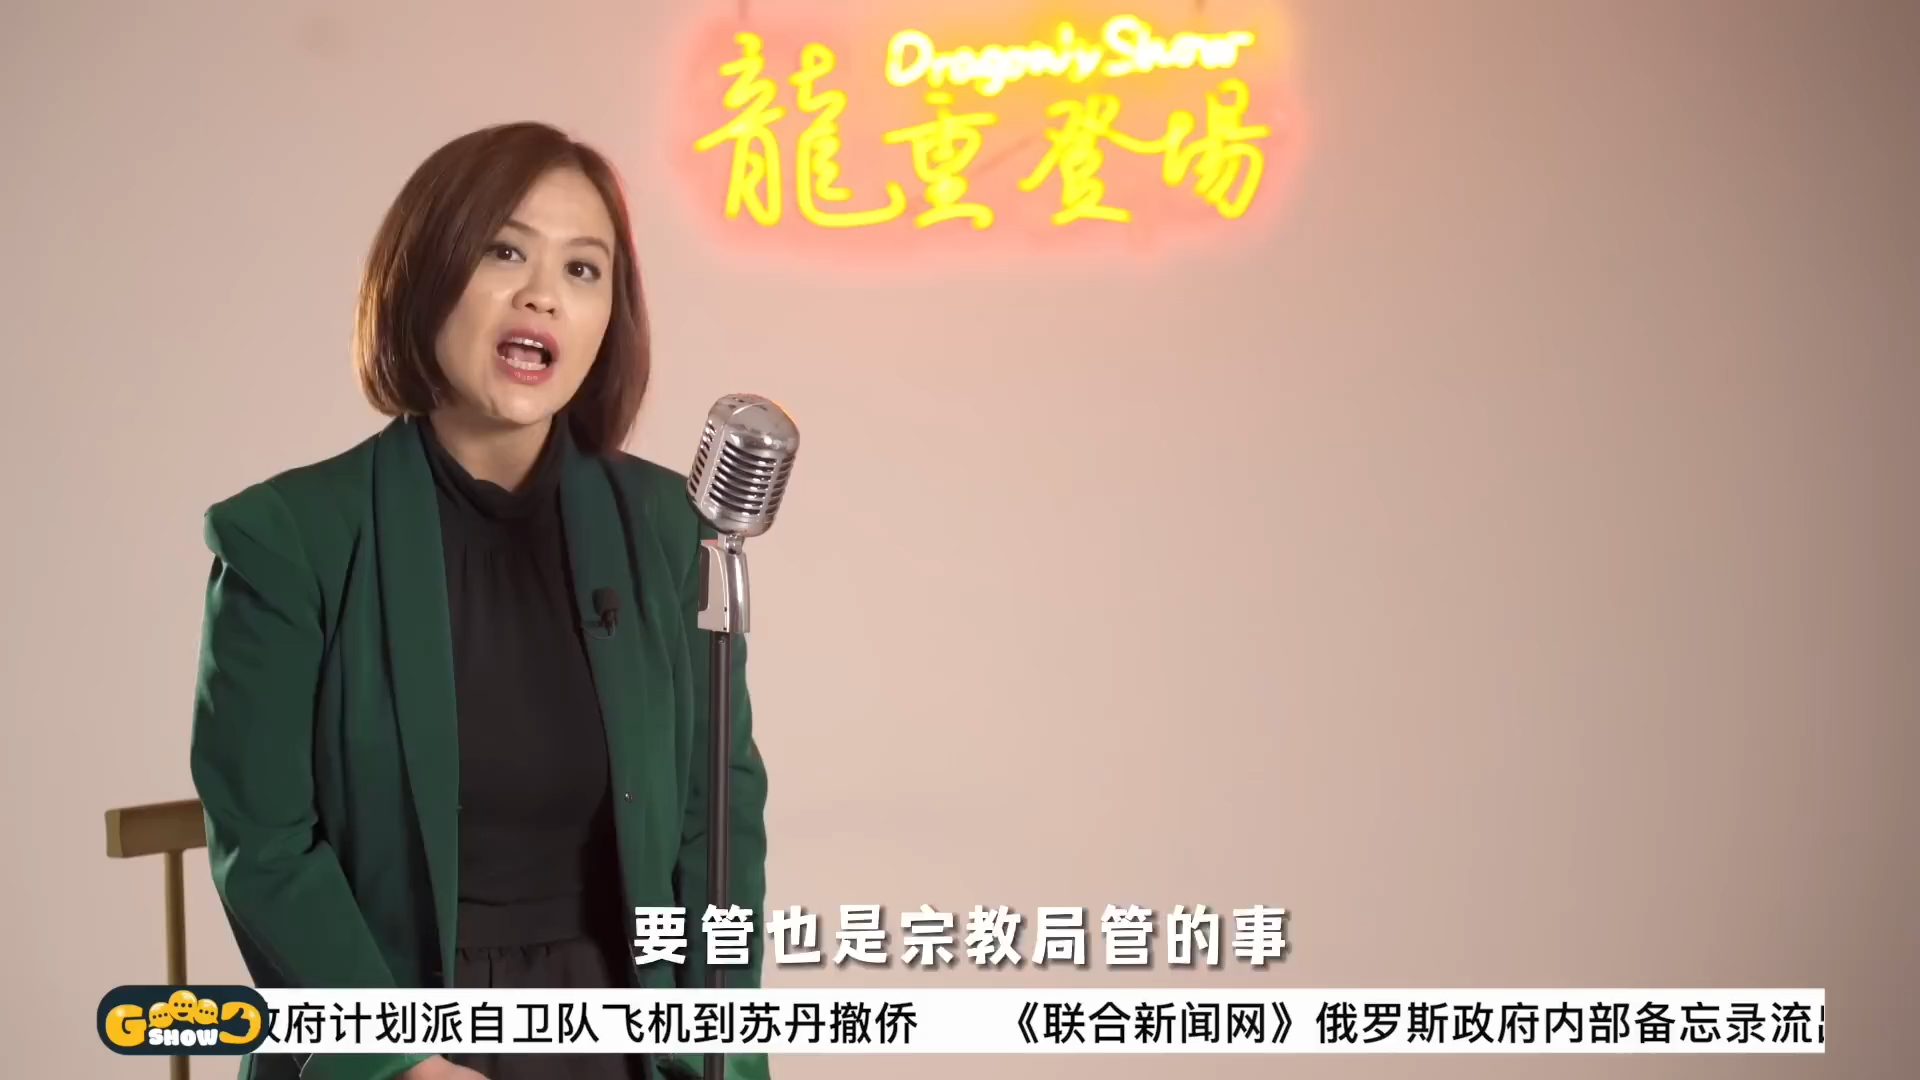 Dragon's Show
龍重登場
要管也是宗教局管的事
GOOOOD
SHOW
府计划派自卫队飞机到苏丹撤侨 《联合新闻网》俄罗斯政府内部备忘录流